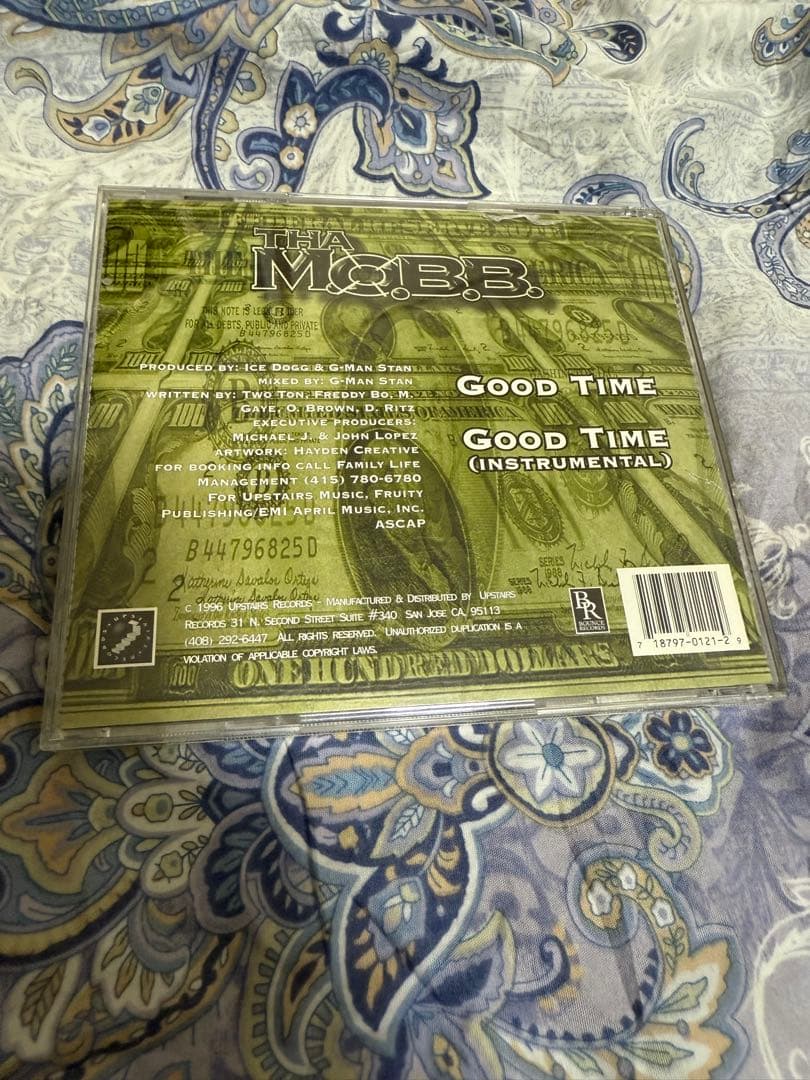 THA
M.O.B.B.
THIS NOTE IS LEGAL TENDER
FOR ALL DEBTS, PUBLIC AND PRIVATE
B44796825D
PRODUCED BY: ICE DOGG & G-MAN STAN
MIXED BY: G-MAN STAN
WRITTEN BY: TWO TON, FREDDY BO, M.
GAYE, O. BROWN, D. RITZ
EXECUTIVE PRODUCERS:
MICHAEL J. & JOHN LOPEZ
ARTWORK: HAYDEN CREATIVE
FOR BOOKING INFO CALL FAMILY LIFE
MANAGEMENT (415) 780-6780
FOR UPSTAIRS MUSIC, FRUITY
PUBLISHING/EMI APRIL MUSIC, INC.
ASCAP
GOOD TIME
GOOD TIME
(INSTRUMENTAL)
B44796825D
SERIES
1988
C 1996 UPSTAIRS RECORDS - MANUFACTURED & DISTRIBUTED BY UPSTAIRS
RECORDS 31 N. SECOND STREET SUITE #340 SAN JOSE CA. 95113
(408) 292-6447 ALL RIGHTS RESERVED. UNAUTHORIZED DUPLICATION IS A
VIOLATION OF APPLICABLE COPYRIGHT LAWS.
BR
BOUNCE
RECORDS
7 18797-0121-2 9
ONE HUNDRED DOLLARS